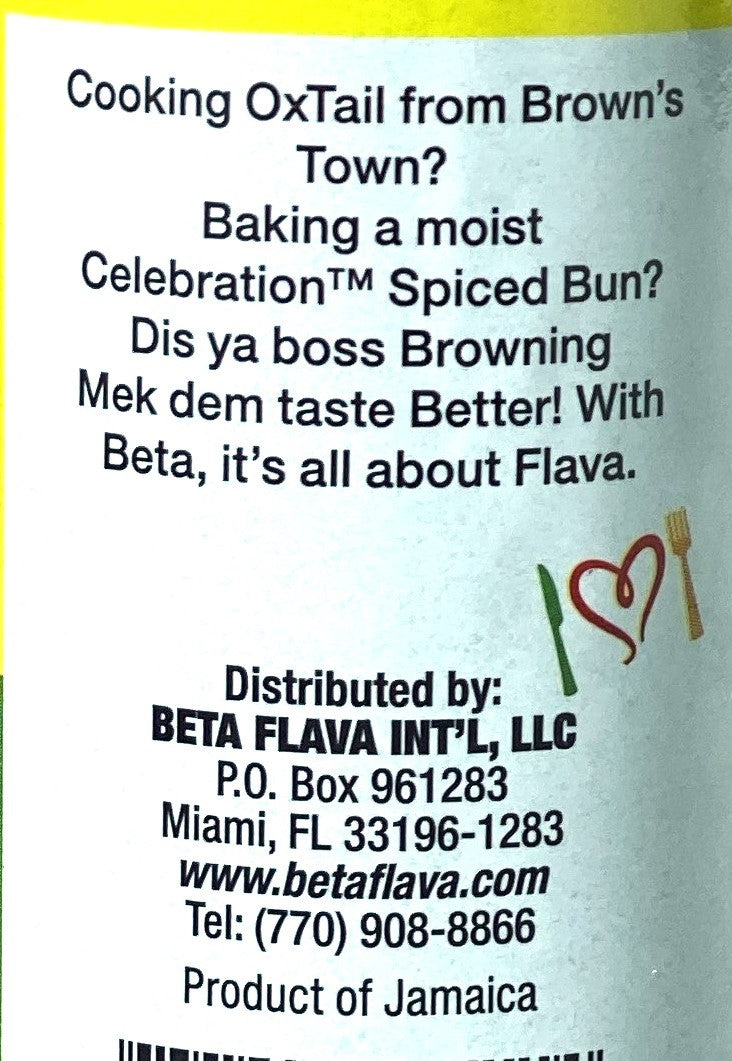 Cooking OxTail from Brown's
Town?
Baking a moist
Celebration™ Spiced Bun?
Dis ya boss Browning
Mek dem taste Better! With
Beta, it's all about Flava.
Distributed by:
BETA FLAVA INT'L, LLC
P.O. Box 961283
Miami, FL 33196-1283
www.betaflava.com
Tel: (770) 908-8866
Product of Jamaica